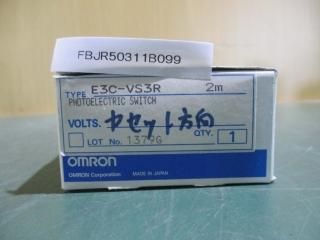 FBJR50311B099
TYPE E3C-VS3R 2m
PHOTOELECTRIC SWITCH
VOLTS. カセット方向
QTY. 1
LOT No. 1379G
OMRON
OMRON Corporation MADE IN JAPAN